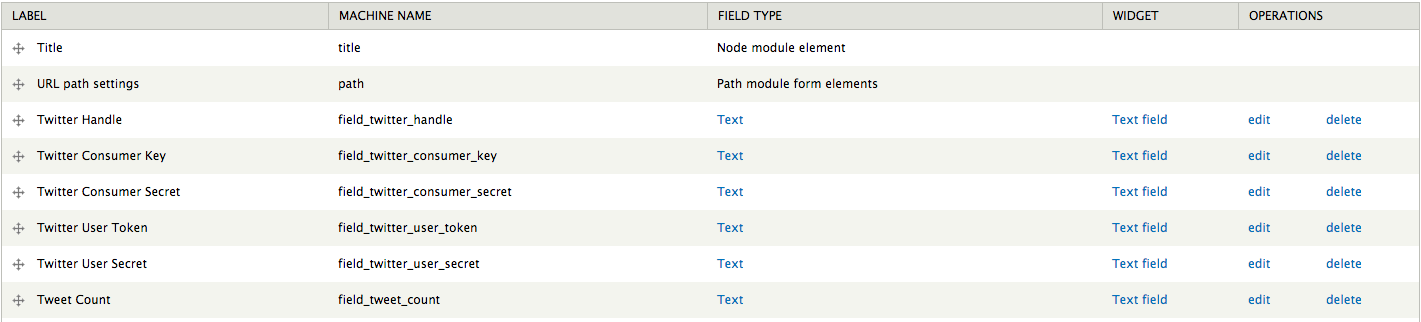 LABEL MACHINE NAME FIELD TYPE WIDGET OPERATIONS
Title title Node module element
URL path settings path Path module form elements
Twitter Handle field_twitter_handle Text Text field edit delete
Twitter Consumer Key field_twitter_consumer_key Text Text field edit delete
Twitter Consumer Secret field_twitter_consumer_secret Text Text field edit delete
Twitter User Token field_twitter_user_token Text Text field edit delete
Twitter User Secret field_twitter_user_secret Text Text field edit delete
Tweet Count field_tweet_count Text Text field edit delete